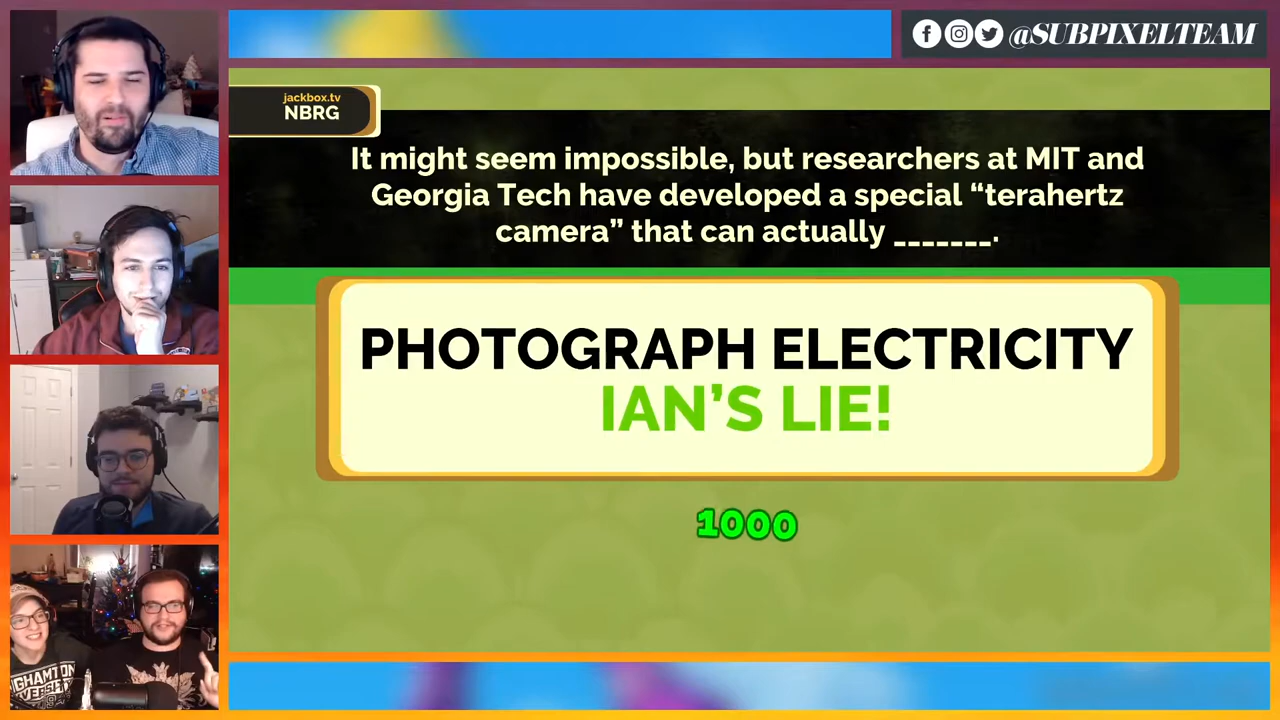 @SUBPIXELTEAM
jackbox.tv
NBRG
It might seem impossible, but researchers at MIT and
Georgia Tech have developed a special “terahertz
camera” that can actually _______.
PHOTOGRAPH ELECTRICITY
IAN’S LIE!
1000